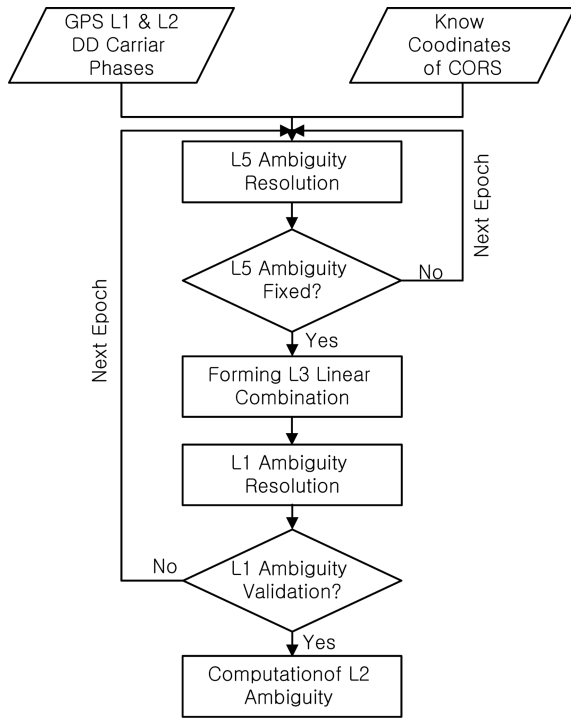 GPS L1 & L2
DD Carriar
Phases
Know
Coodinates
of CORS
L5 Ambiguity
Resolution
L5 Ambiguity
Fixed?
No
Next Epoch
Yes
Forming L3 Linear
Combination
L1 Ambiguity
Resolution
L1 Ambiguity
Validation?
No
Next Epoch
Yes
Computationof L2
Ambiguity